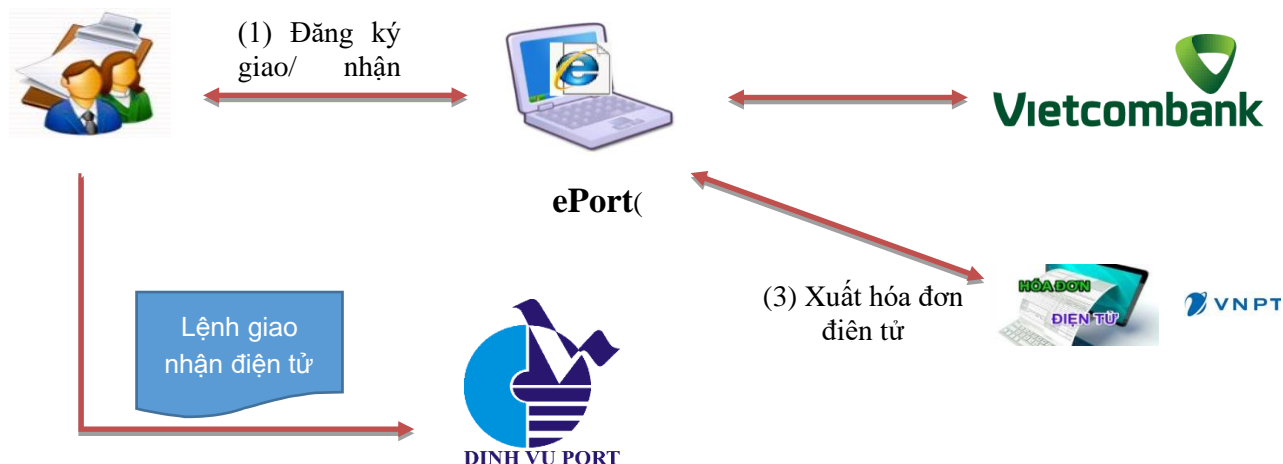 (1) Đăng ký
giao/ nhận
Vietcombank
ePort(
(3) Xuất hóa đơn
điên tử
HÓA ĐƠN
ĐIỆN TỬ
VNPT
Lệnh giao
nhận điện tử
DINH VU PORT